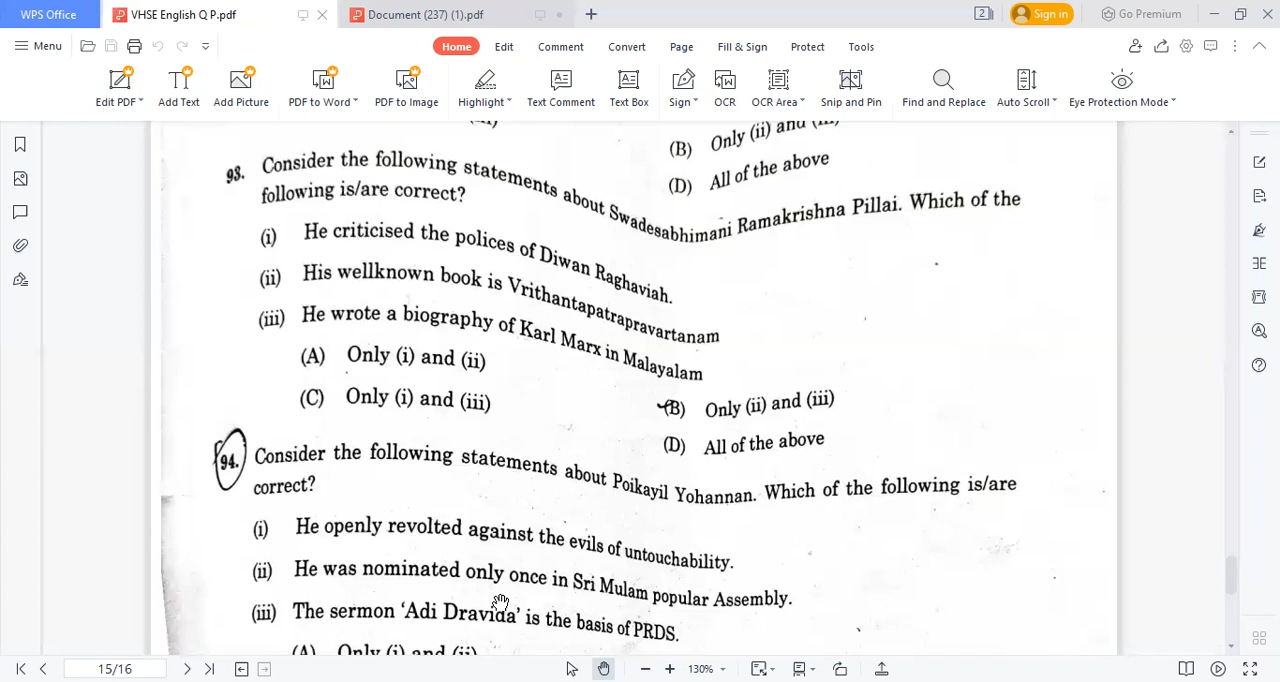 WPS Office
VHSE English Q P.pdf
Document (237) (1).pdf
Sign in
Go Premium
Menu
Home
Edit
Comment
Convert
Page
Fill & Sign
Protect
Tools
Edit PDF
Add Text
Add Picture
PDF to Word
PDF to Image
Highlight
Text Comment
Text Box
Sign
OCR
OCR Area
Snip and Pin
Find and Replace
Auto Scroll
Eye Protection Mode
(B) Only (ii) and (iii)
(D) All of the above
93. Consider the following statements about Swadesabhimani Ramakrishna Pillai. Which of the
following is/are correct?
(i) He criticised the polices of Diwan Raghaviah.
(ii) His wellknown book is Vrithantapatrapravartanam
(iii) He wrote a biography of Karl Marx in Malayalam
(A) Only (i) and (ii)
(B) Only (ii) and (iii)
(C) Only (i) and (iii)
(D) All of the above
94. Consider the following statements about Poikayil Yohannan. Which of the following is/are
correct?
(i) He openly revolted against the evils of untouchability.
(ii) He was nominated only once in Sri Mulam popular Assembly.
(iii) The sermon 'Adi Dravida' is the basis of PRDS.
(A) Only (i) and (ii)
15/16
130%